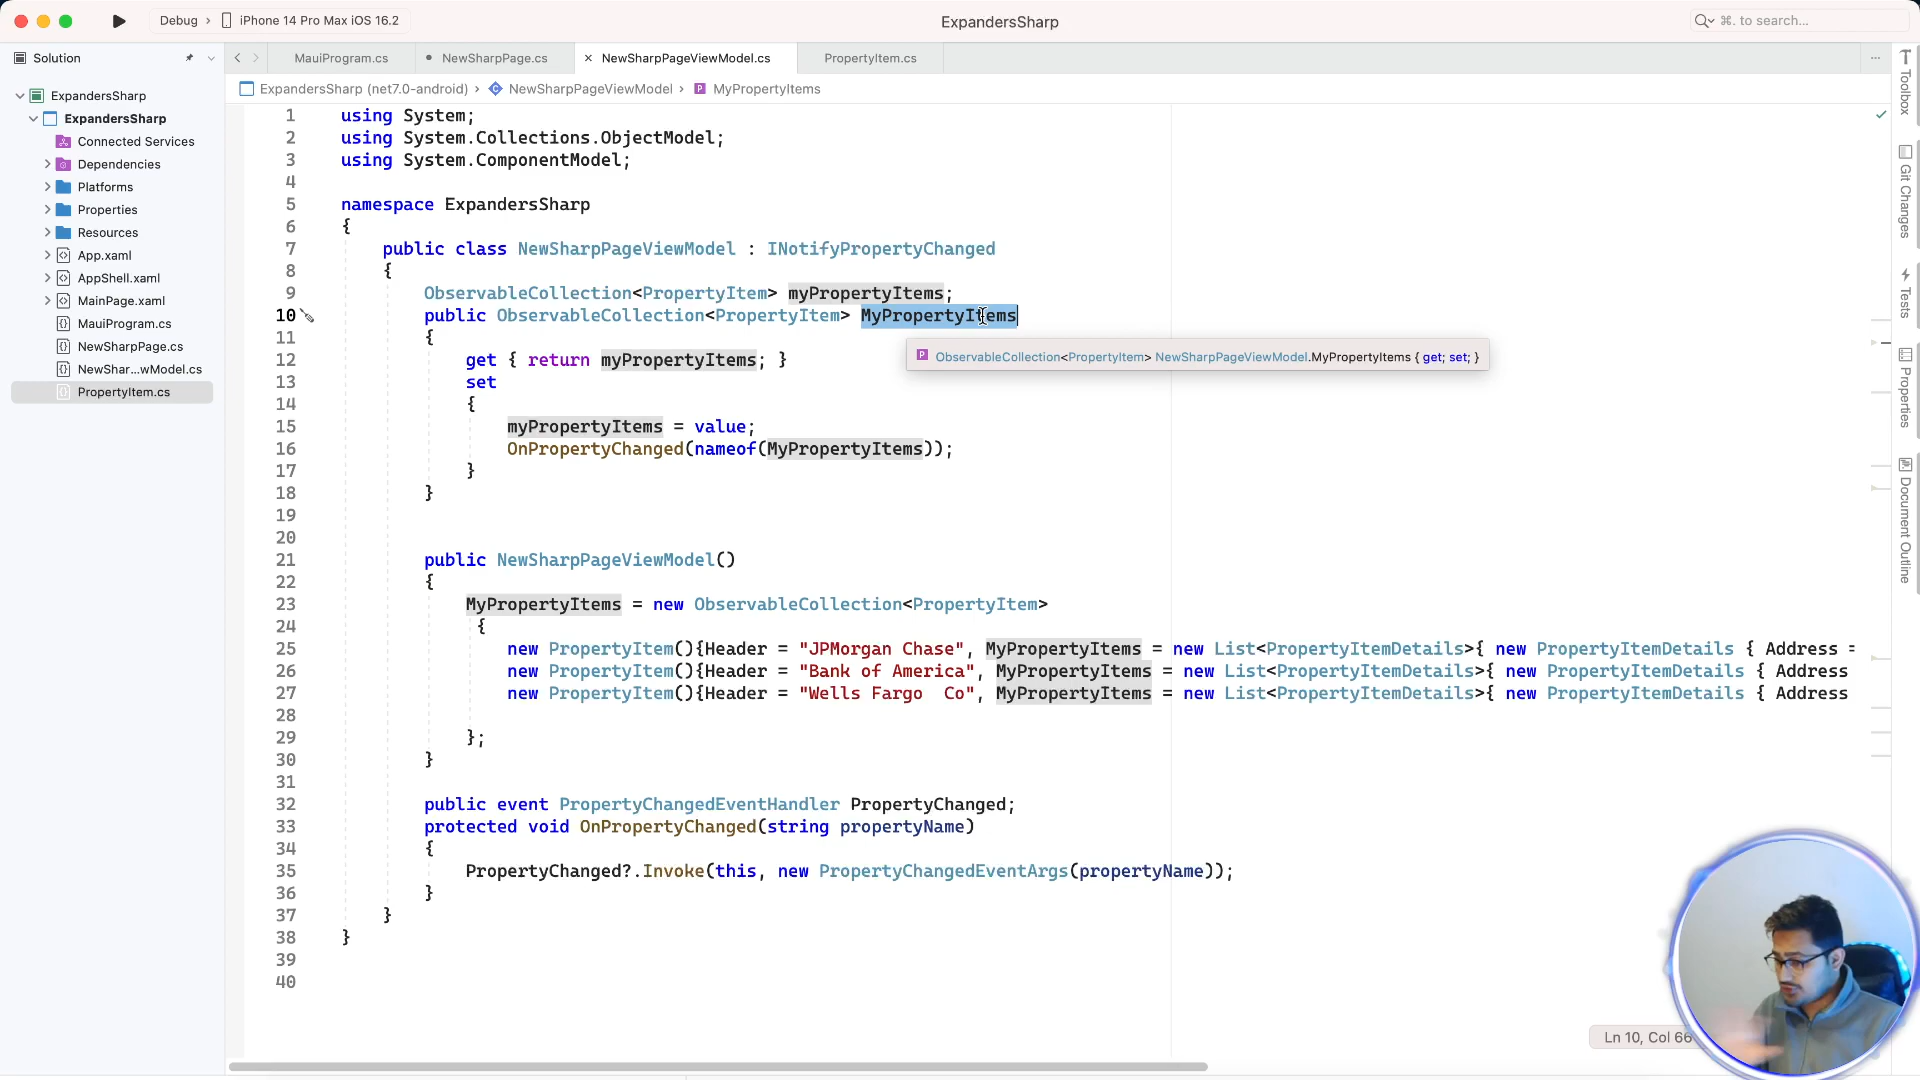 Debug › iPhone 14 Pro Max iOS 16.2
ExpandersSharp
⌘. to search...
Solution
MauiProgram.cs
NewSharpPage.cs
NewSharpPageViewModel.cs
PropertyItem.cs
ExpandersSharp (net7.0-android) › NewSharpPageViewModel › MyPropertyItems
ExpandersSharp
ExpandersSharp
Connected Services
Dependencies
Platforms
Properties
Resources
App.xaml
AppShell.xaml
MainPage.xaml
MauiProgram.cs
NewSharpPage.cs
NewShar...wModel.cs
PropertyItem.cs
1 using System;
2 using System.Collections.ObjectModel;
3 using System.ComponentModel;
4
5 namespace ExpandersSharp
6 {
7 public class NewSharpPageViewModel : INotifyPropertyChanged
8 {
9 ObservableCollection<PropertyItem> myPropertyItems;
10 public ObservableCollection<PropertyItem> MyPropertyItems
11 {
ObservableCollection<PropertyItem> NewSharpPageViewModel.MyPropertyItems { get; set; }
12 get { return myPropertyItems; }
13 set
14 {
15 myPropertyItems = value;
16 OnPropertyChanged(nameof(MyPropertyItems));
17 }
18 }
19
20
21 public NewSharpPageViewModel()
22 {
23 MyPropertyItems = new ObservableCollection<PropertyItem>
24 {
25 new PropertyItem(){Header = "JPMorgan Chase", MyPropertyItems = new List<PropertyItemDetails>{ new PropertyItemDetails { Address =
26 new PropertyItem(){Header = "Bank of America", MyPropertyItems = new List<PropertyItemDetails>{ new PropertyItemDetails { Address
27 new PropertyItem(){Header = "Wells Fargo  Co", MyPropertyItems = new List<PropertyItemDetails>{ new PropertyItemDetails { Address
28
29 };
30 }
31
32 public event PropertyChangedEventHandler PropertyChanged;
33 protected void OnPropertyChanged(string propertyName)
34 {
35 PropertyChanged?.Invoke(this, new PropertyChangedEventArgs(propertyName));
36 }
37 }
38 }
39
40
Toolbox
Git Changes
Tests
Properties
Document Outline
Ln 10, Col 66